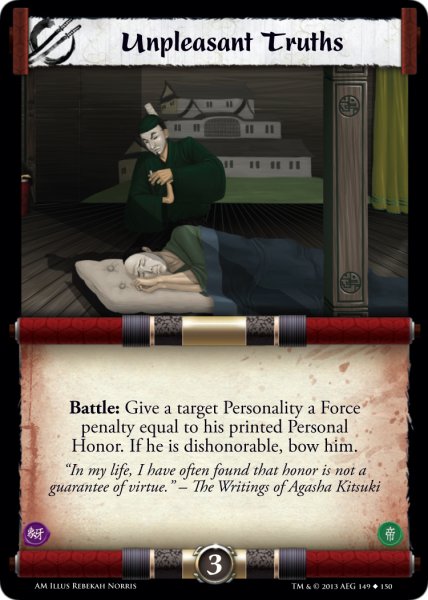 Unpleasant Truths
Battle: Give a target Personality a Force
penalty equal to his printed Personal
Honor. If he is dishonorable, bow him.
“In my life, I have often found that honor is not a
guarantee of virtue.” – The Writings of Agasha Kitsuki
帝
3
AM Illus Rebekah Norris
TM & © 2013 AEG 149 ◆ 150